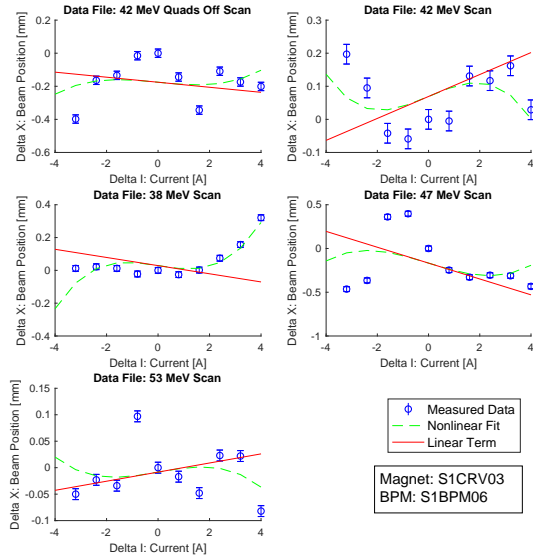 Data File: 42 MeV Quads Off Scan
0.2
0
-0.2
-0.4
-0.6
-4 -2 0 2 4
Delta I: Current [A]
Delta X: Beam Position [mm]
Data File: 42 MeV Scan
0.3
0.2
0.1
0
-0.1
-4 -2 0 2 4
Delta I: Current [A]
Delta X: Beam Position [mm]
Data File: 38 MeV Scan
0.4
0.2
0
-0.2
-0.4
-4 -2 0 2 4
Delta I: Current [A]
Delta X: Beam Position [mm]
Data File: 47 MeV Scan
0.5
0
-0.5
-1
-4 -2 0 2 4
Delta I: Current [A]
Delta X: Beam Position [mm]
Data File: 53 MeV Scan
0.15
0.1
0.05
0
-0.05
-0.1
-4 -2 0 2 4
Delta I: Current [A]
Delta X: Beam Position [mm]
Measured Data
Nonlinear Fit
Linear Term
Magnet: S1CRV03
BPM: S1BPM06